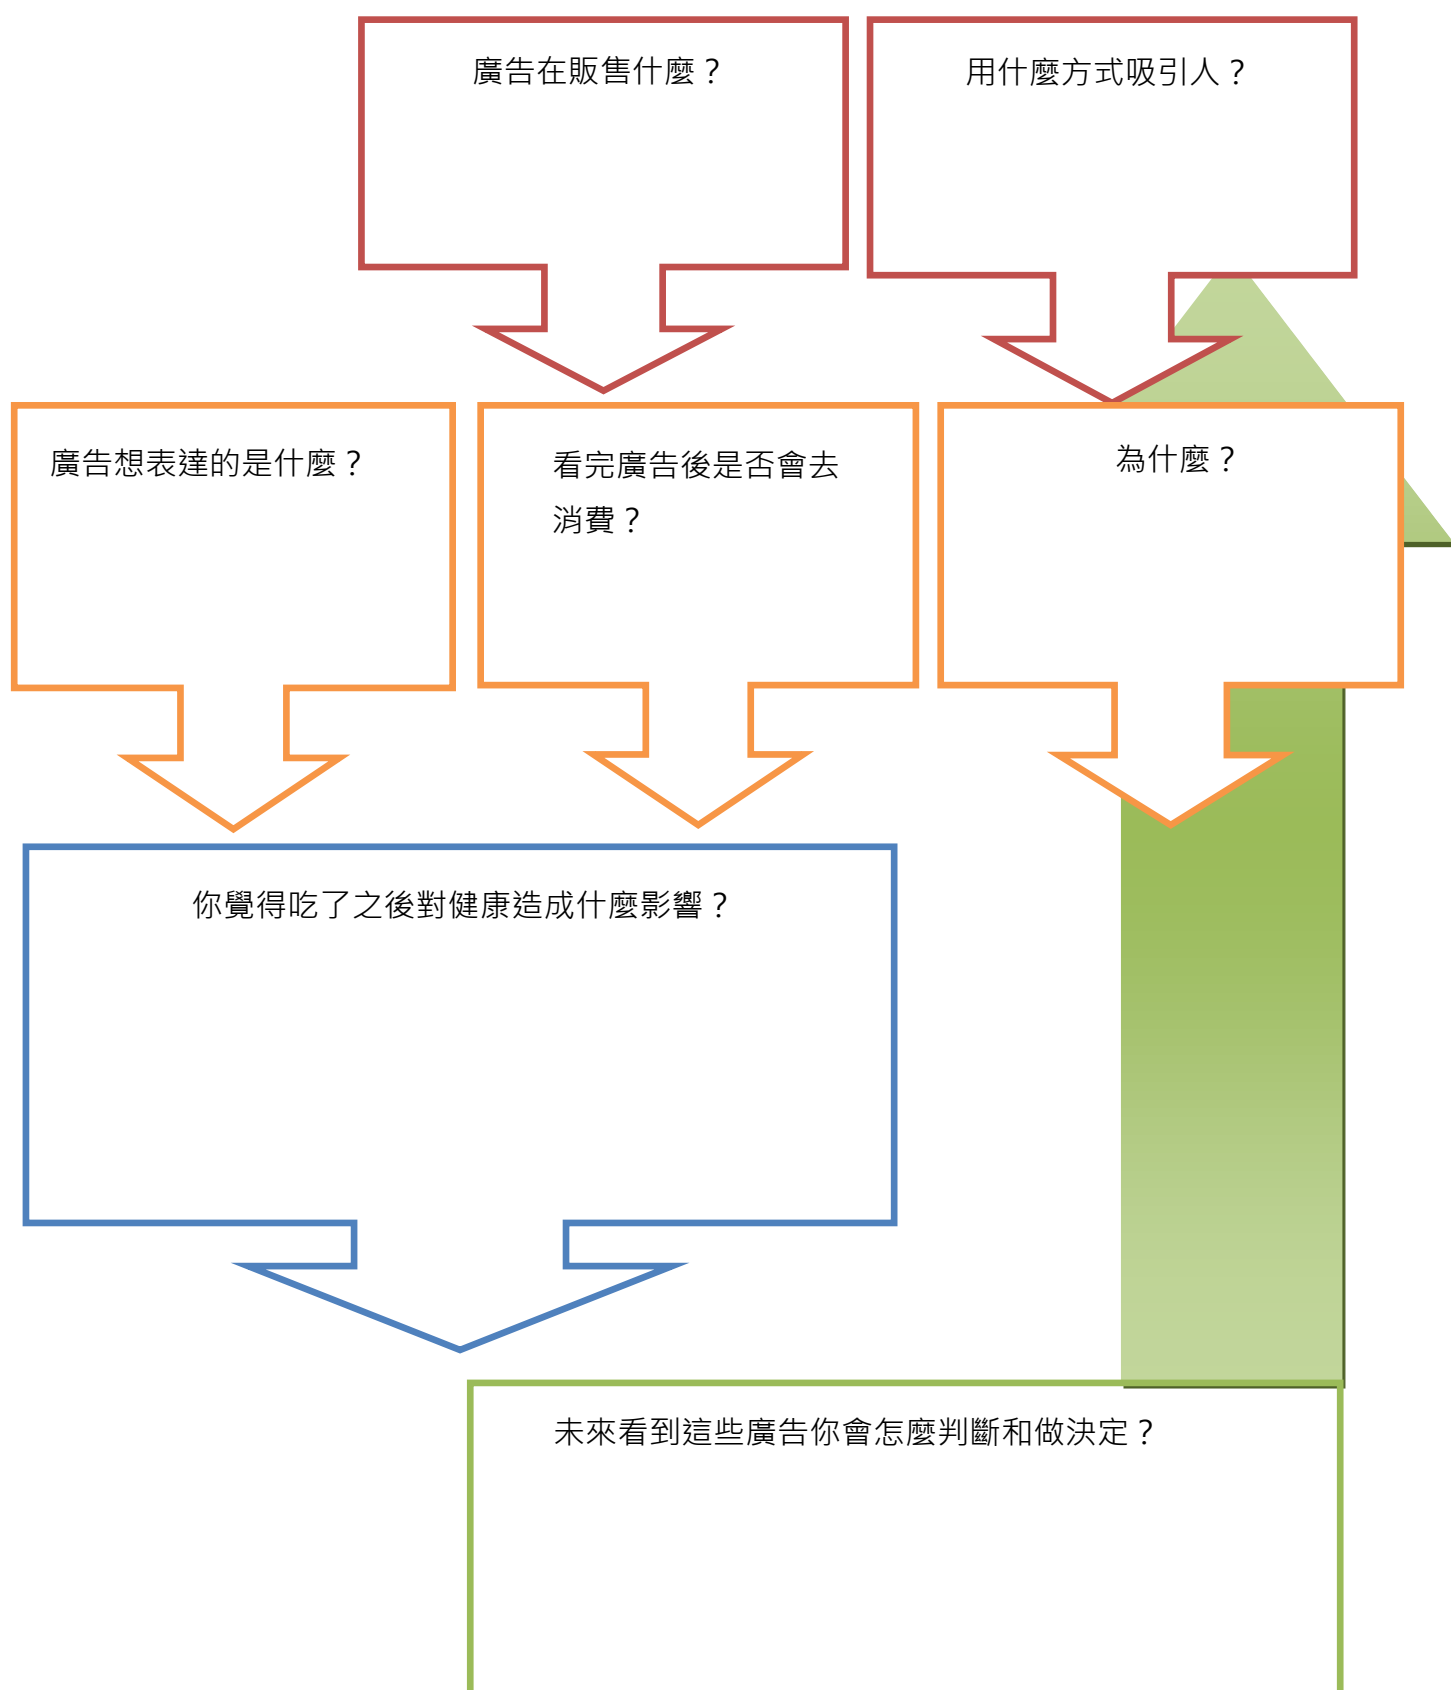 廣告在販售什麼？
用什麼方式吸引人？
廣告想表達的是什麼？
看完廣告後是否會去
消費？
為什麼？
你覺得吃了之後對健康造成什麼影響？
未來看到這些廣告你會怎麼判斷和做決定？